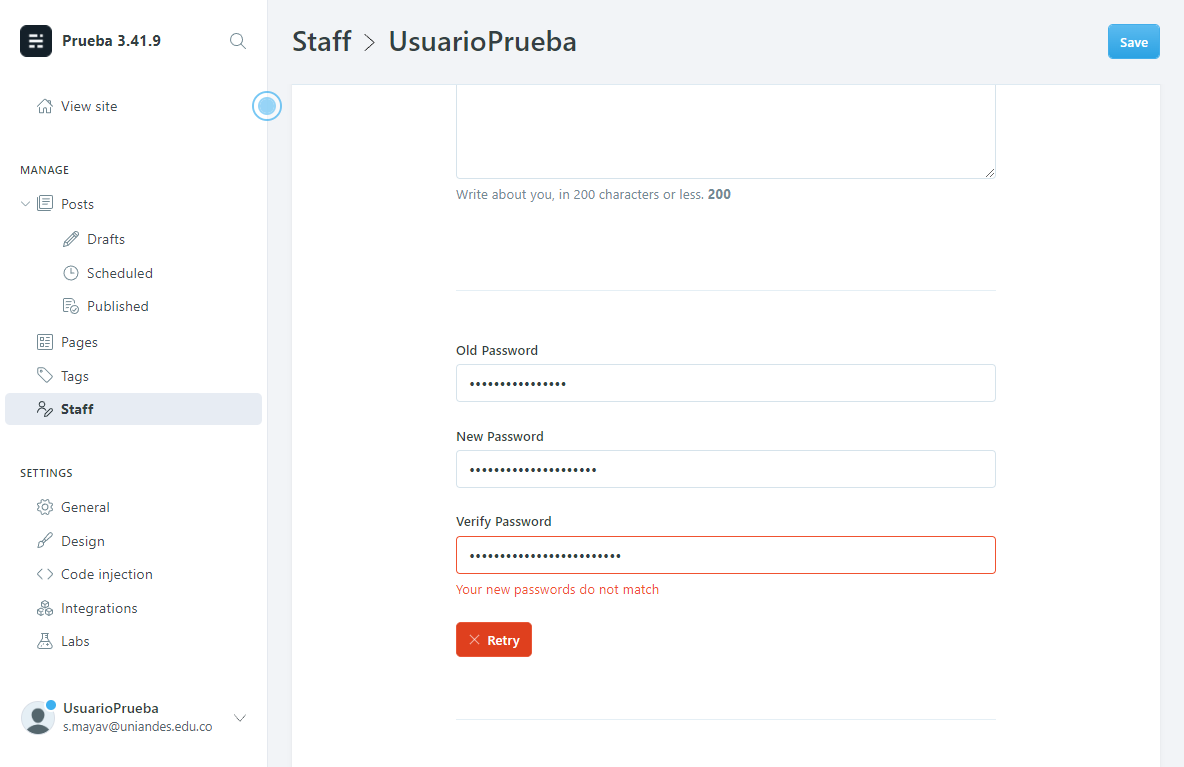 Prueba 3.41.9
View site
MANAGE
Posts
Drafts
Scheduled
Published
Pages
Tags
Staff
SETTINGS
General
Design
Code injection
Integrations
Labs
UsuarioPrueba
s.mayav@uniandes.edu.co
Staff > UsuarioPrueba
Save
Write about you, in 200 characters or less. 200
Old Password
••••••••••••••••
New Password
•••••••••••••••••••••
Verify Password
•••••••••••••••••••••••••
Your new passwords do not match
Retry